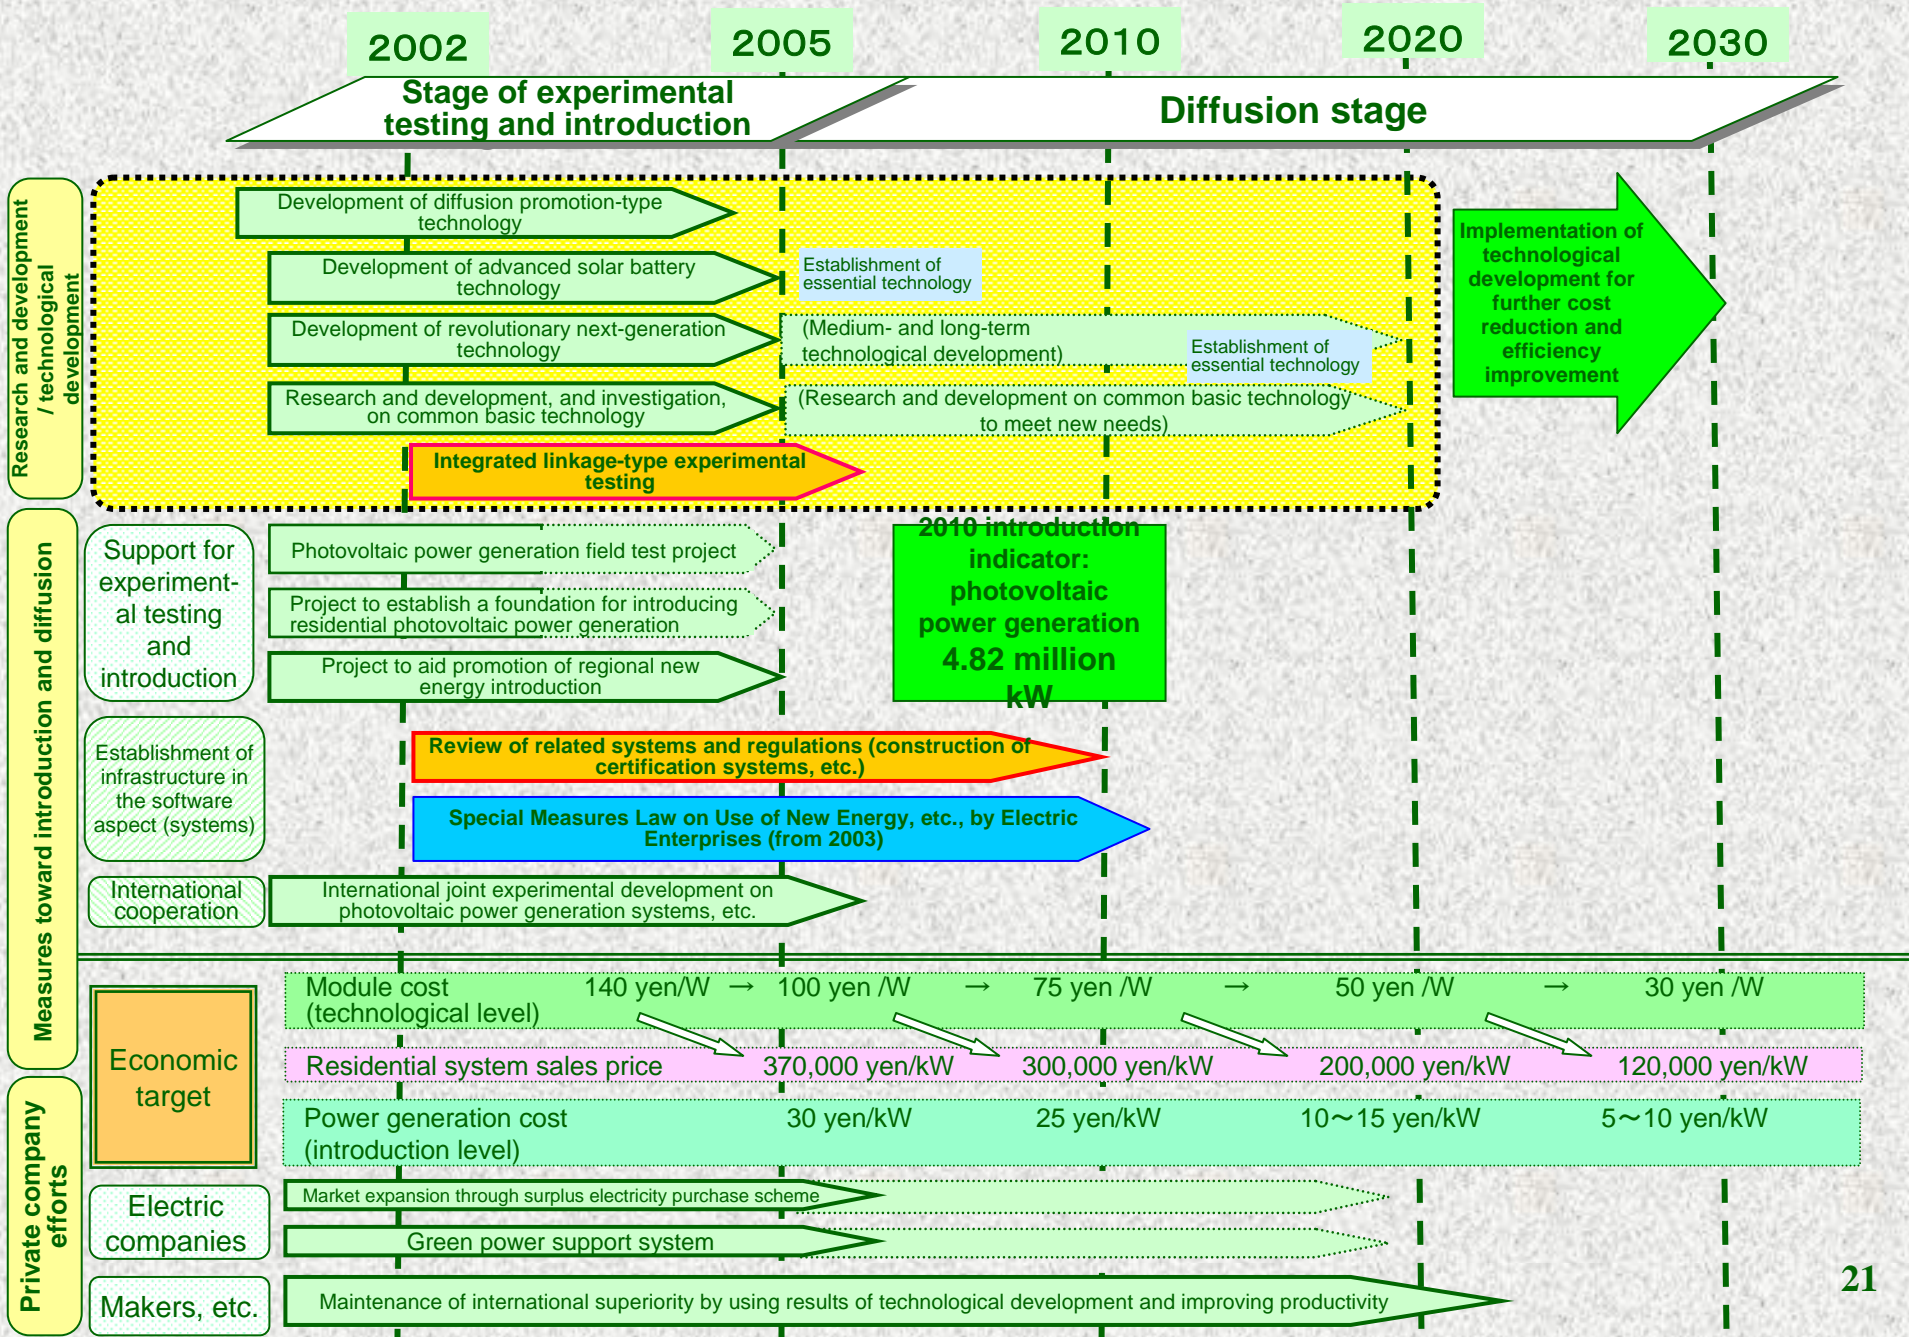 2002
2005
2010
2020
2030
Stage of experimental
testing and introduction
Diffusion stage
Research and development
/ technological
development
Development of diffusion promotion-type
technology
Development of advanced solar battery
technology
Establishment of
essential technology
Development of revolutionary next-generation
technology
(Medium- and long-term
technological development)
Establishment of
essential technology
Research and development, and investigation,
on common basic technology
(Research and development on common basic technology
to meet new needs)
Integrated linkage-type experimental
testing
Implementation of
technological
development for
further cost
reduction and
efficiency
improvement
Measures toward introduction and diffusion
Support for
experiment-
al testing
and
introduction
Photovoltaic power generation field test project
Project to establish a foundation for introducing
residential photovoltaic power generation
Project to aid promotion of regional new
energy introduction
2010 introduction
indicator:
photovoltaic
power generation
4.82 million
kW
Establishment of
infrastructure in
the software
aspect (systems)
Review of related systems and regulations (construction of
certification systems, etc.)
Special Measures Law on Use of New Energy, etc., by Electric
Enterprises (from 2003)
International
cooperation
International joint experimental development on
photovoltaic power generation systems, etc.
Economic
target
Module cost
(technological level)
140 yen/W → 100 yen /W → 75 yen /W → 50 yen /W → 30 yen /W
Residential system sales price 370,000 yen/kW 300,000 yen/kW 200,000 yen/kW 120,000 yen/kW
Power generation cost
(introduction level)
30 yen/kW 25 yen/kW 10～15 yen/kW 5～10 yen/kW
Private company
efforts
Electric
companies
Market expansion through surplus electricity purchase scheme
Green power support system
Makers, etc.
Maintenance of international superiority by using results of technological development and improving productivity
21